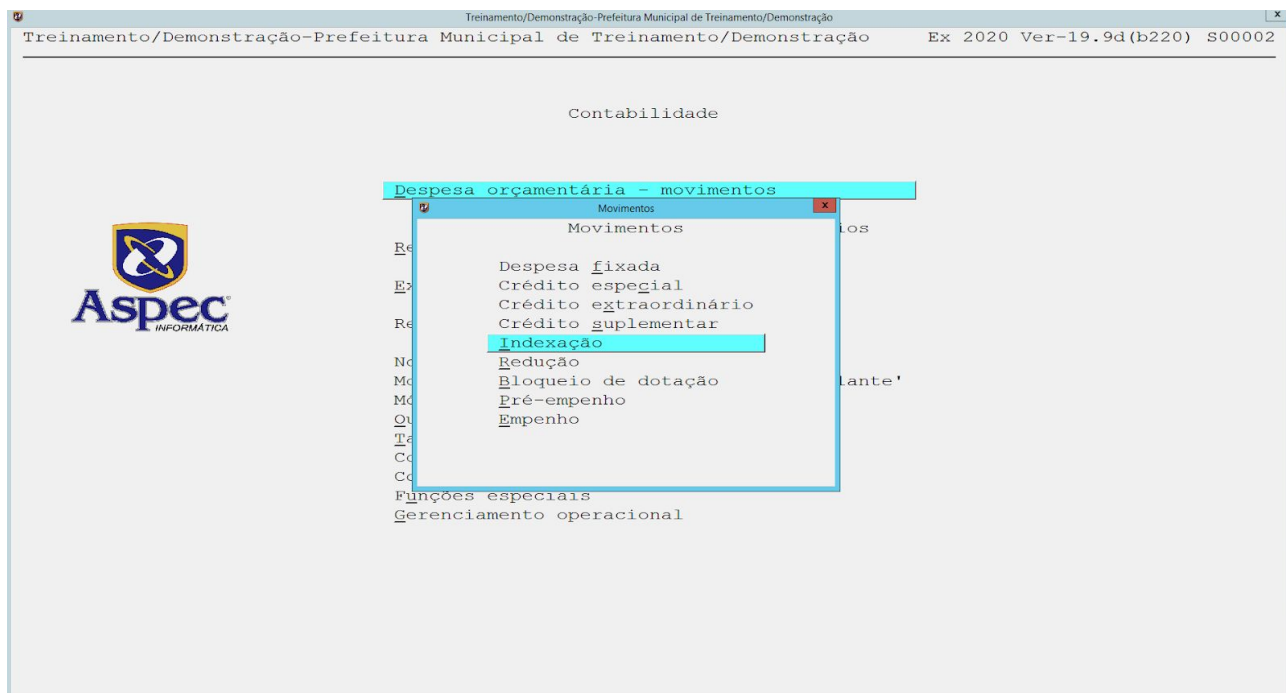 Treinamento/Demonstração-Prefeitura Municipal de Treinamento/Demonstração
x
Treinamento/Demonstração-Prefeitura Municipal de Treinamento/Demonstração Ex 2020 Ver-19.9d(b220) S00002
Contabilidade
Despesa orçamentária - movimentos
Movimentos
x
Movimentos
Despesa fixada
Crédito especial
Crédito extraordinário
Crédito suplementar
Indexação
Redução
Bloqueio de dotação
Pré-empenho
Empenho
Funções especiais
Gerenciamento operacional
Aspec
INFORMÁTICA